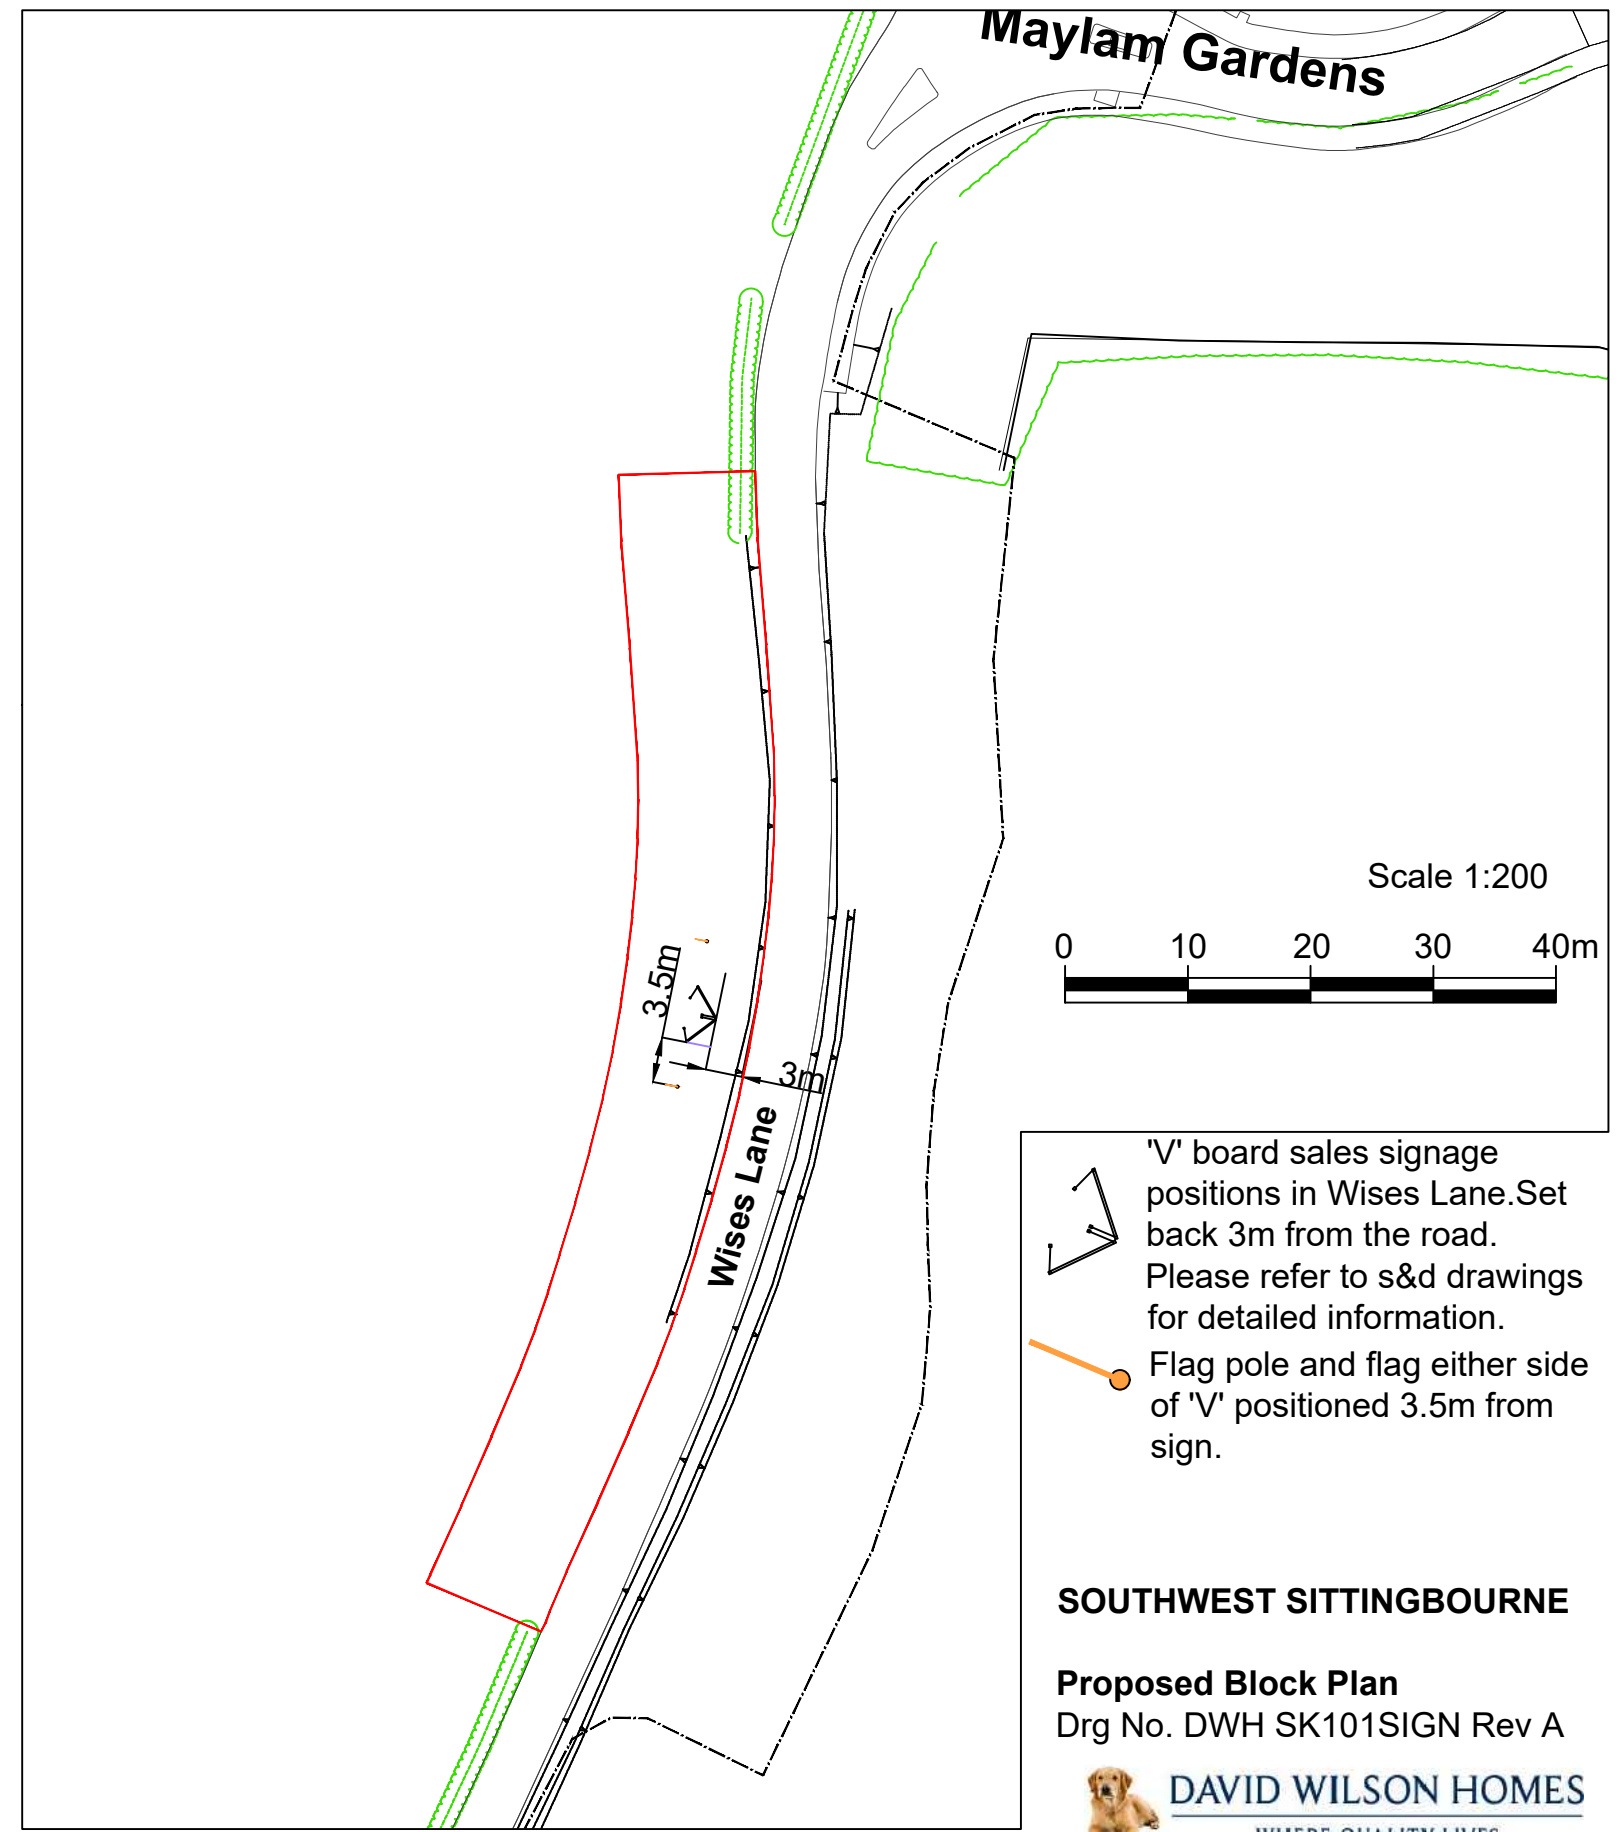 Maylam Gardens
Scale 1:200
0 10 20 30 40m
3.5m
3m
Wises Lane
'V' board sales signage
positions in Wises Lane.Set
back 3m from the road.
Please refer to s&d drawings
for detailed information.
Flag pole and flag either side
of 'V' positioned 3.5m from
sign.
SOUTHWEST SITTINGBOURNE
Proposed Block Plan
Drg No. DWH SK101SIGN Rev A
DAVID WILSON HOMES
WHERE QUALITY LIVES